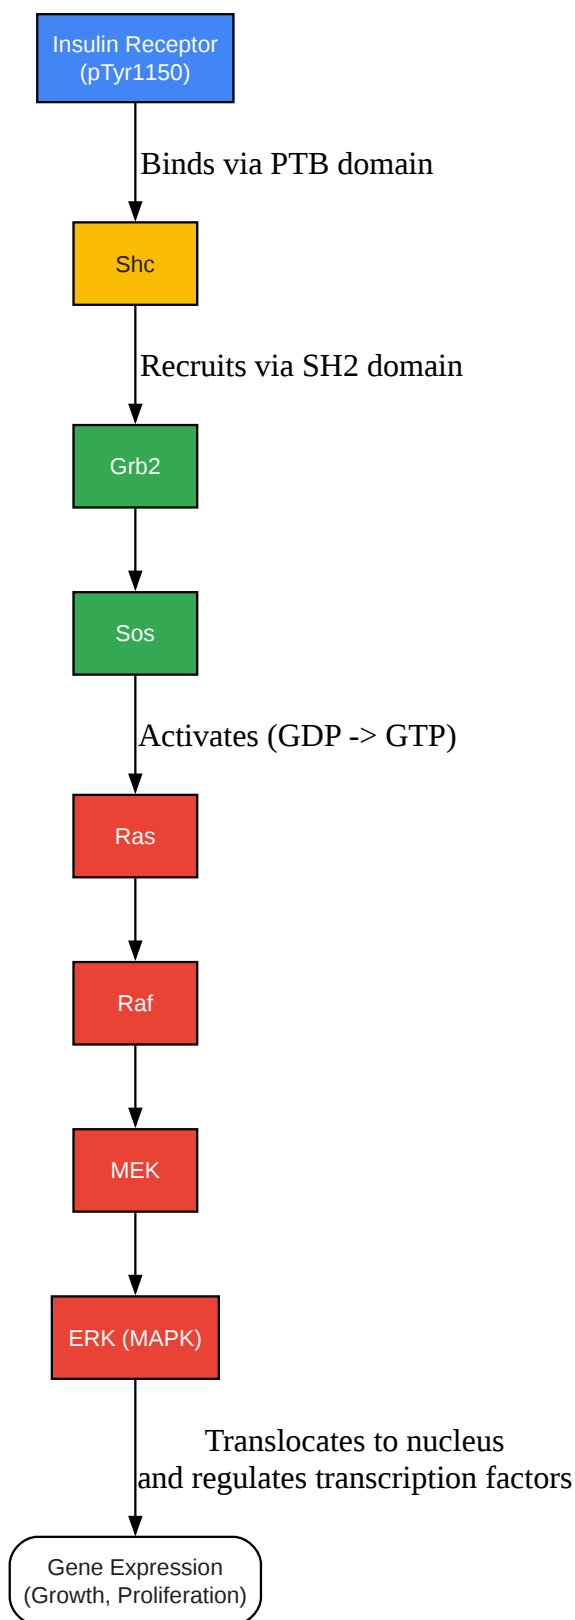 Insulin Receptor
(pTyr1150)
Binds via PTB domain
Shc
Recruits via SH2 domain
Grb2
Sos
Activates (GDP -> GTP)
Ras
Raf
MEK
ERK (MAPK)
Translocates to nucleus
and regulates transcription factors
Gene Expression
(Growth, Proliferation)